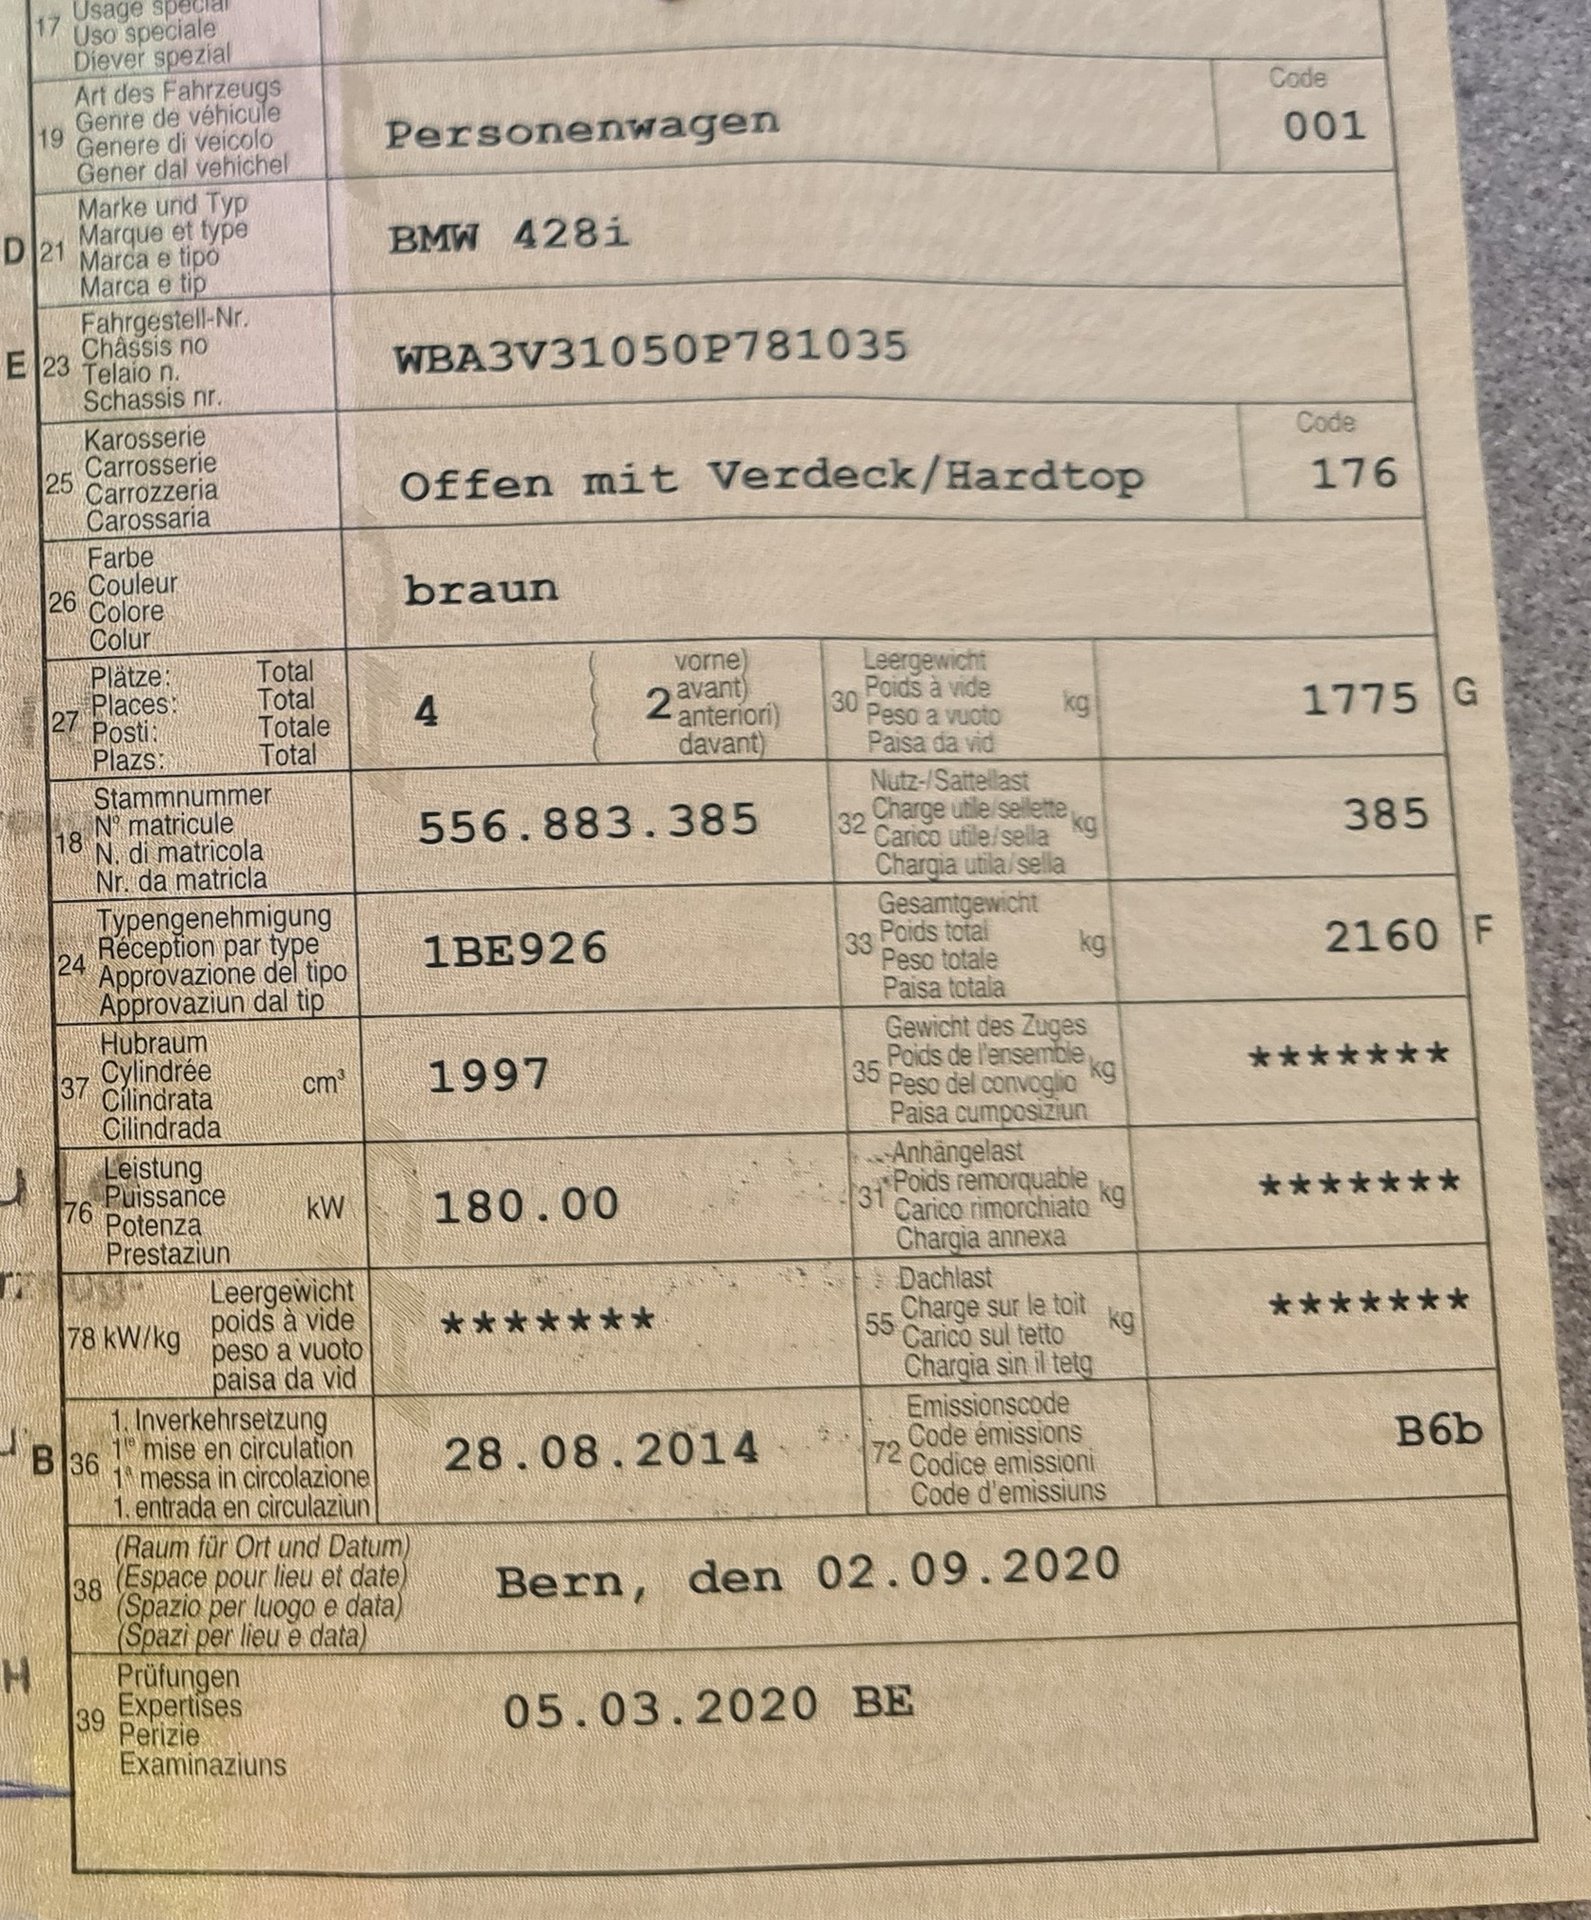 17 Usage special
Uso speciale
Diever spezial
19 Art des Fahrzeugs
Genre de véhicule
Genere di veicolo
Gener dal vehichel
Personenwagen
Code
001
D 21 Marke und Typ
Marque et type
Marca e tipo
Marca e tip
BMW 428i
E 23 Fahrgestell-Nr.
Châssis no
Telaio n.
Schassis nr.
WBA3V31050P781035
25 Karosserie
Carrosserie
Carrozzeria
Carossaria
Offen mit Verdeck/Hardtop
Code
176
26 Farbe
Couleur
Colore
Colur
braun
27 Plätze: Total
Places: Total
Posti: Totale
Plazs: Total
4
2
vorne)
avant)
anteriori)
davant)
30 Leergewicht
Poids à vide
Peso a vuoto
Paisa da vid
kg
1775 G
18 Stammnummer
N° matricule
N. di matricola
Nr. da matricla
556.883.385
32 Nutz-/Sattellast
Charge utile/sellette
Carico utile/sella
Chargia utila/sella
kg
385
24 Typengenehmigung
Réception par type
Approvazione del tipo
Approvaziun dal tip
1BE926
33 Gesamtgewicht
Poids total
Peso totale
Paisa totala
kg
2160 F
37 Hubraum
Cylindrée
Cilindrata
Cilindrada
cm³
1997
35 Gewicht des Zuges
Poids de l'ensemble
Peso del convoglio
Paisa cumposiziun
kg
*******
76 Leistung
Puissance
Potenza
Prestaziun
kW
180.00
31 Anhängelast
Poids remorquable
Carico rimorchiato
Chargia annexa
kg
*******
78 kW/kg
Leergewicht
poids à vide
peso a vuoto
paisa da vid
*******
55 Dachlast
Charge sur le toit
Carico sul tetto
Chargia sin il tetg
kg
*******
B 36 1. Inverkehrsetzung
1re mise en circulation
1a messa in circolazione
1. entrada en circulaziun
28.08.2014
72 Emissionscode
Code émissions
Codice emissioni
Code d'emissiuns
B6b
38 (Raum für Ort und Datum)
(Espace pour lieu et date)
(Spazio per luogo e data)
(Spazi per lieu e data)
Bern, den 02.09.2020
H
39 Prüfungen
Expertises
Perizie
Examinaziuns
05.03.2020 BE